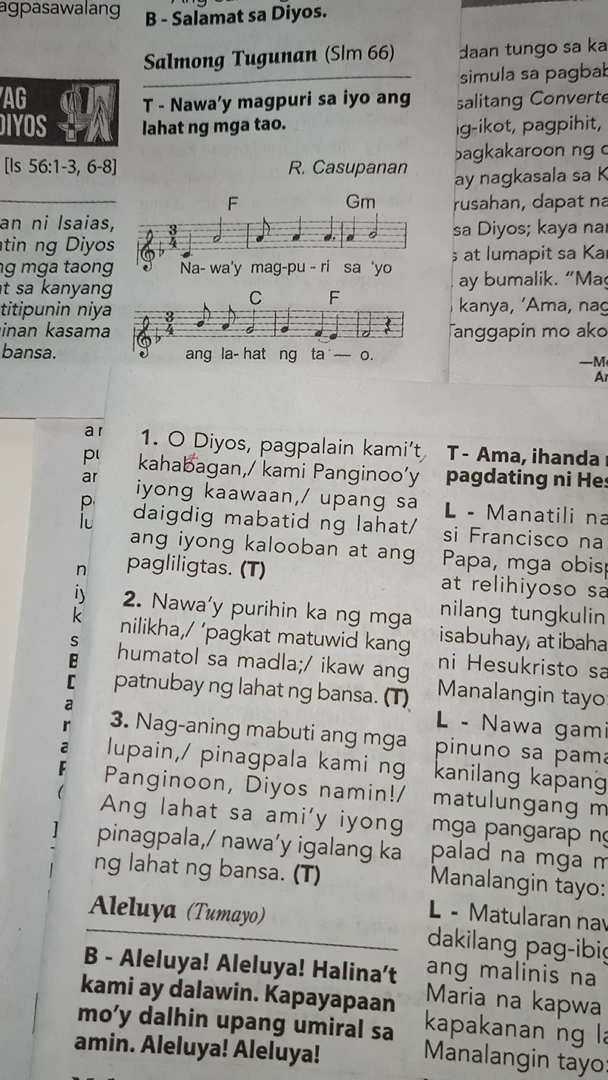 agpasawalang
B - Salamat sa Diyos.
Salmong Tugunan (Slm 66)
T - Nawa'y magpuri sa iyo ang
lahat ng mga tao.
R. Casupanan
F Gm
Na- wa'y mag-pu - ri sa 'yo
C F
ang la- hat ng ta — o.
DIYOS
[Is 56:1-3, 6-8]
an ni Isaias,
ng Diyos
mga taong
sa kanyang
titipunin niya
kasama
bansa.
daan tungo sa ka
simula sa pagbab
salitang Converte
g-ikot, pagpihit,
pagkakaroon ng
ay nagkasala sa K
rusahan, dapat na
sa Diyos; kaya nar
at lumapit sa Kar
ay bumalik. "Mag
kanya, 'Ama, nag
Tanggapin mo ako
1. O Diyos, pagpalain kami't
kahabagan,/ kami Panginoo'y
iyong kaawaan,/ upang sa
daigdig mabatid ng lahat/
ang iyong kalooban at ang
pagliligtas. (T)
2. Nawa'y purihin ka ng mga
nilikha,/ 'pagkat matuwid kang
humatol sa madla;/ ikaw ang
patnubay ng lahat ng bansa. (T)
3. Nag-aning mabuti ang mga
lupain,/ pinagpala kami ng
Panginoon, Diyos namin!/
Ang lahat sa ami'y iyong
pinagpala,/ nawa'y igalang ka
ng lahat ng bansa. (T)
Aleluya (Tumayo)
B - Aleluya! Aleluya! Halina't
kami ay dalawin. Kapayapaan
mo'y dalhin upang umiral sa
amin. Aleluya! Aleluya!
T - Ama, ihanda
pagdating ni Hes
L - Manatili na
si Francisco na
Papa, mga obisp
at relihiyoso sa
nilang tungkulin
isabuhay, at ibaha
ni Hesukristo sa
Manalangin tayo
L - Nawa gami
pinuno sa pama
kanilang kapang
matulungang m
mga pangarap ng
palad na mga m
Manalangin tayo:
L - Matularan naw
dakilang pag-ibig
ang malinis na
Maria na kapwa
kapakanan ng la
Manalangin tayo: